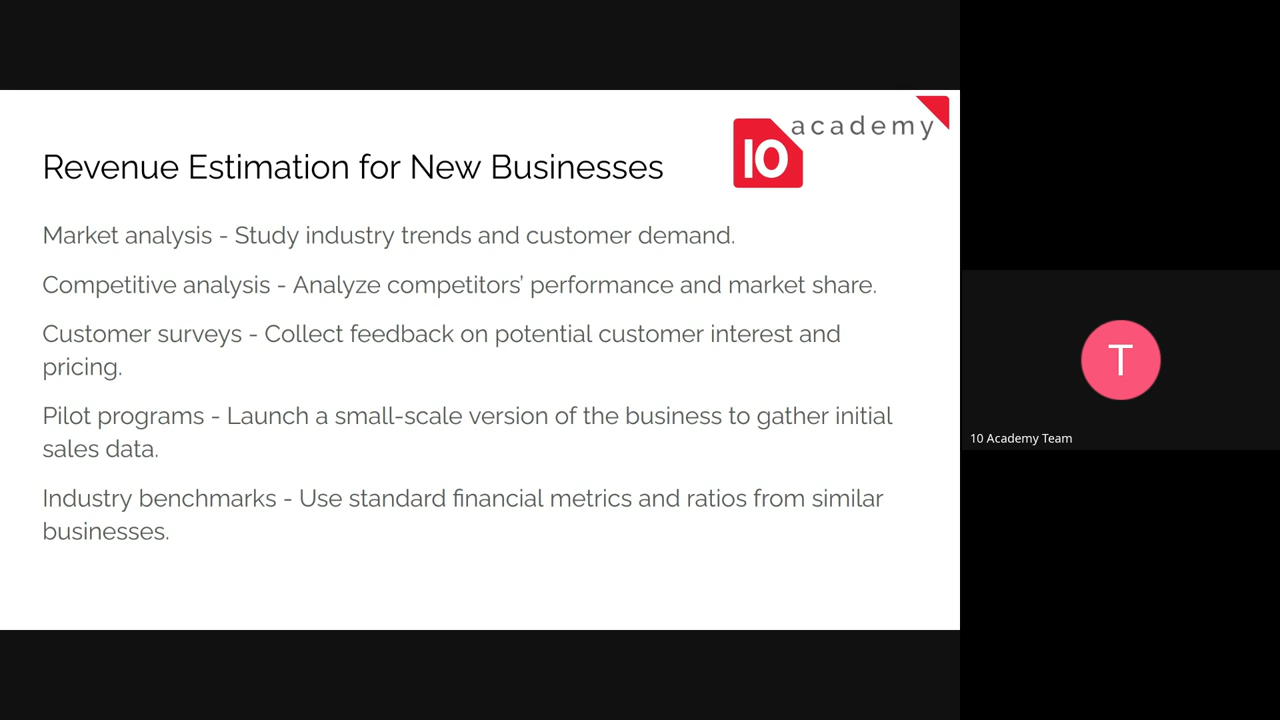 10 academy
Revenue Estimation for New Businesses
Market analysis - Study industry trends and customer demand.
Competitive analysis - Analyze competitors’ performance and market share.
Customer surveys - Collect feedback on potential customer interest and
pricing.
Pilot programs - Launch a small-scale version of the business to gather initial
sales data.
Industry benchmarks - Use standard financial metrics and ratios from similar
businesses.
T
10 Academy Team